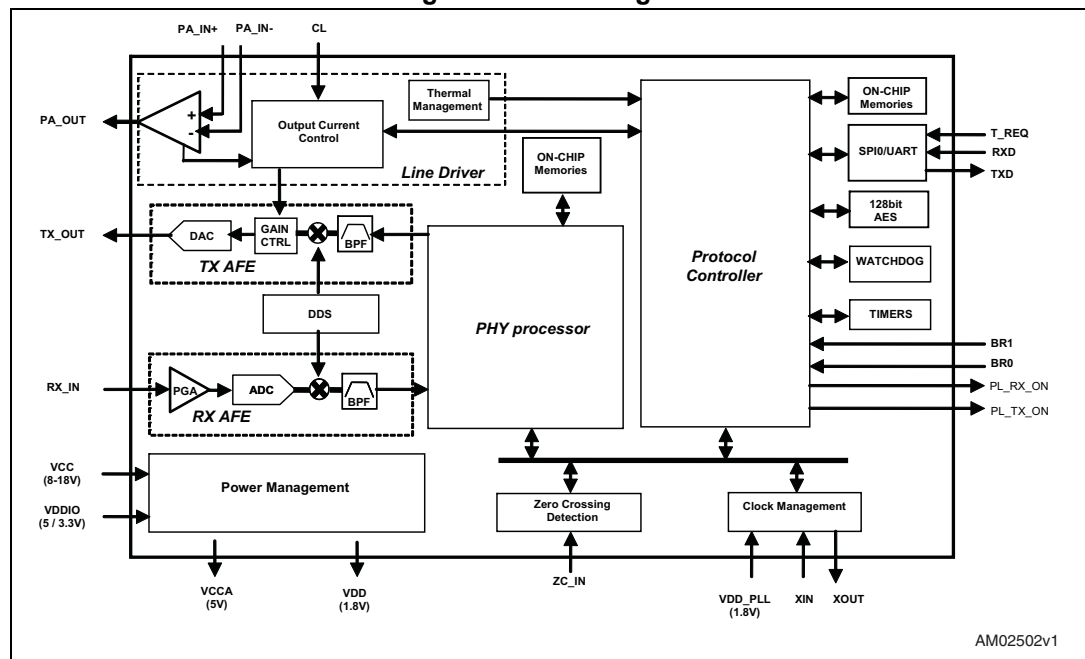 PA_IN+
PA_IN-
CL
PA_OUT
+
-
Output Current
Control
Thermal
Management
Line Driver
ON-CHIP
Memories
TX_OUT
DAC
GAIN
CTRL
BPF
TX AFE
DDS
RX_IN
PGA
ADC
BPF
RX AFE
PHY processor
Protocol
Controller
ON-CHIP
Memories
SPI0/UART
T_REQ
RXD
TXD
128bit
AES
WATCHDOG
TIMERS
BR1
BR0
PL_RX_ON
PL_TX_ON
VCC
(8-18V)
VDDIO
(5 / 3.3V)
Power Management
Zero Crossing
Detection
Clock Management
VCCA
(5V)
VDD
(1.8V)
ZC_IN
VDD_PLL
(1.8V)
XIN
XOUT
AM02502v1